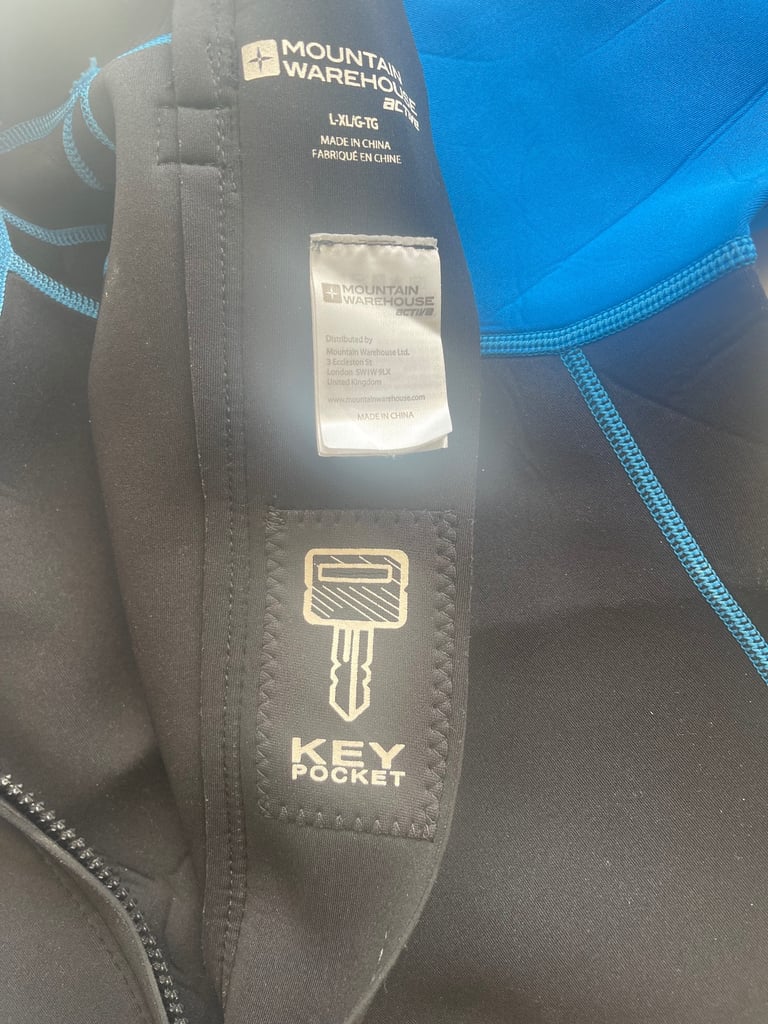 MOUNTAIN
WAREHOUSE
active
L-XL/G-TG
MADE IN CHINA
FABRIQUÉ EN CHINE
MOUNTAIN
WAREHOUSE
active
Distributed by
Mountain Warehouse Ltd.
3 Eccleston St
London SW1W 9LX
United Kingdom
www.mountainwarehouse.com
MADE IN CHINA
KEY
POCKET